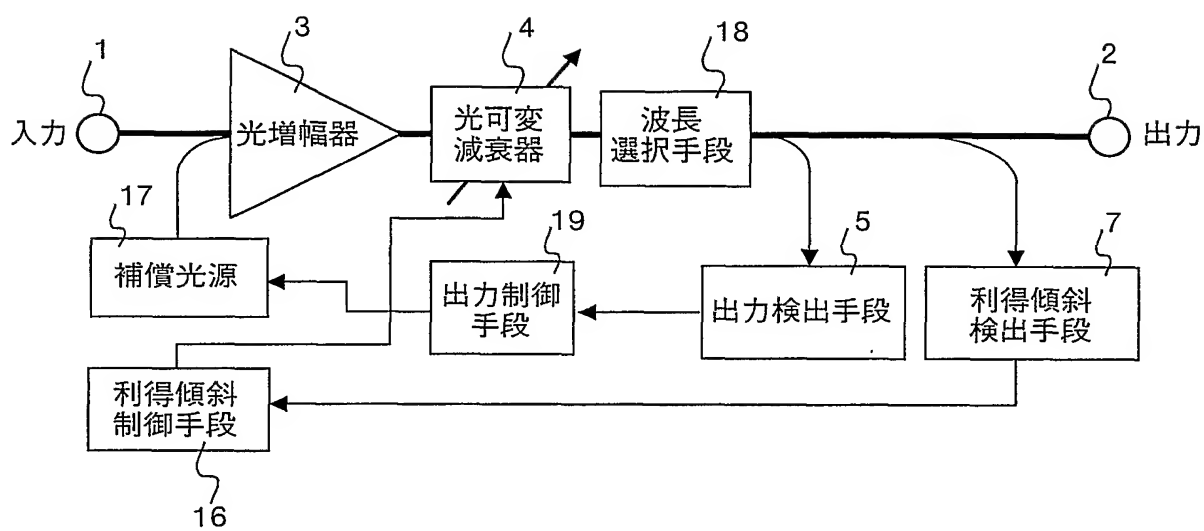 1
3
4
18
2
入力
光増幅器
光可変
減衰器
波長
選択手段
出力
17
19
5
7
補償光源
出力制御
手段
出力検出手段
利得傾斜
検出手段
利得傾斜
制御手段
16